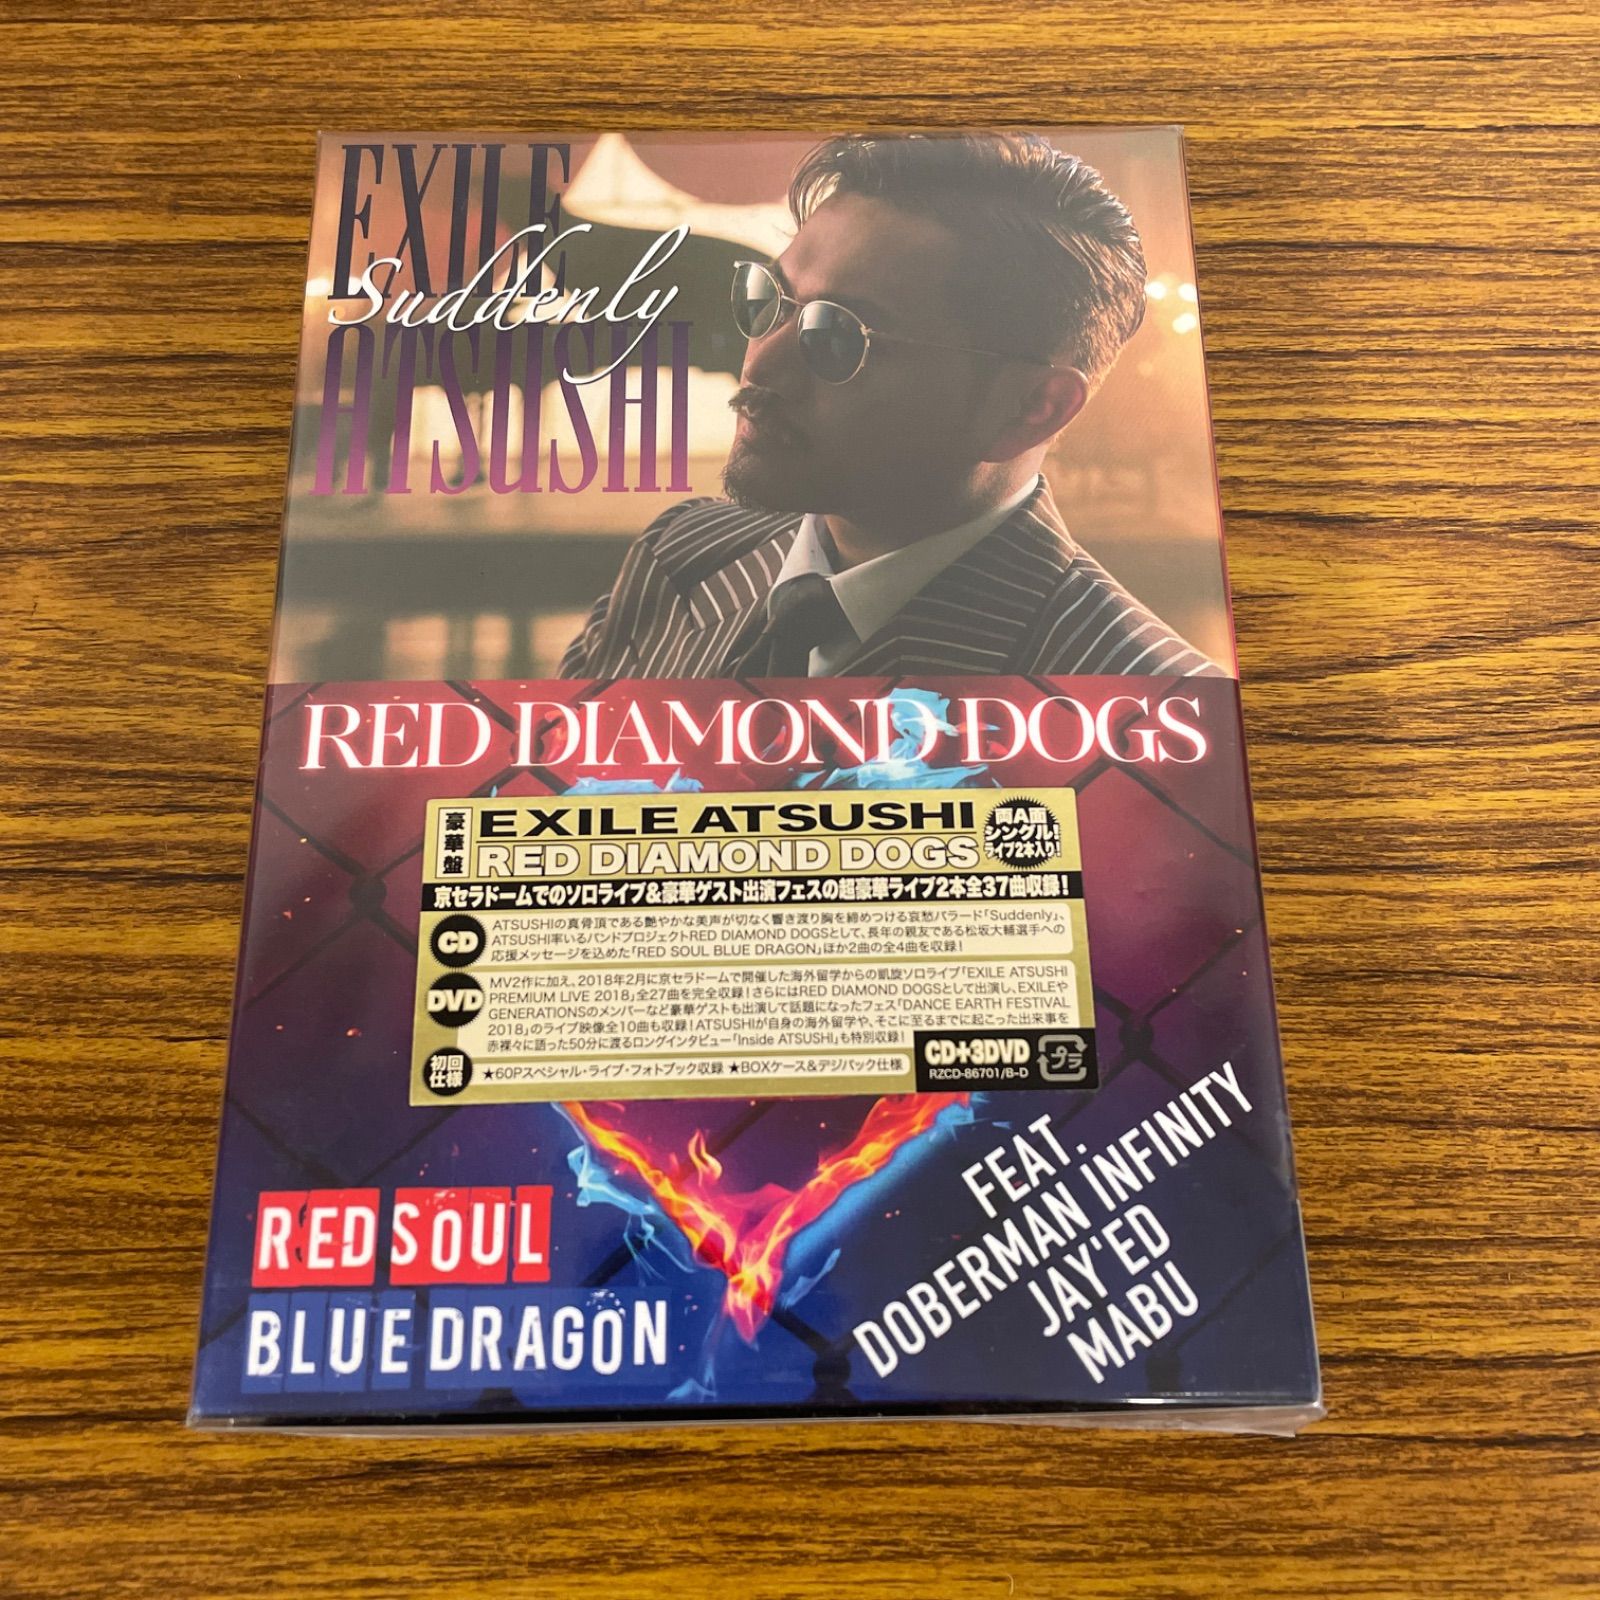 EXILE
Suddenly
ATSUSHI
RED DIAMOND DOGS
豪華盤
EXILE ATSUSHI
RED DIAMOND DOGS
両A面
シングル!
ライブ2本入り!
京セラドームでのソロライブ&豪華ゲスト出演フェスの超豪華ライブ2本全37曲収録!
CD
ATSUSHIの真骨頂である艶やかな美声が切なく響き渡り胸を締めつける哀愁バラード「Suddenly」、
ATSUSHI率いるバンドプロジェクトRED DIAMOND DOGSとして、長年の親友である松坂大輔選手への
応援メッセージを込めた「RED SOUL BLUE DRAGON」ほか2曲の全4曲を収録!
DVD
MV2作に加え、2018年2月に京セラドームで開催した海外留学からの凱旋ソロライブ「EXILE ATSUSHI
PREMIUM LIVE 2018」全27曲を完全収録!さらにはRED DIAMOND DOGSとして出演し、EXILEや
GENERATIONSのメンバーなど豪華ゲストも出演して話題になったフェス「DANCE EARTH FESTIVAL
2018」のライブ映像全10曲も収録!ATSUSHIが自身の海外留学や、そこに至るまでに起こった出来事を
赤裸々に語った50分に渡るロングインタビュー「Inside ATSUSHI」も特別収録!
初回
仕様
★60Pスペシャル・ライブ・フォトブック収録 ★BOXケース&デジパック仕様
CD+3DVD
RZCD-86701/B-D
プラ
RED SOUL
BLUE DRAGON
FEAT.
DOBERMAN INFINITY
JAY'ED
MABU